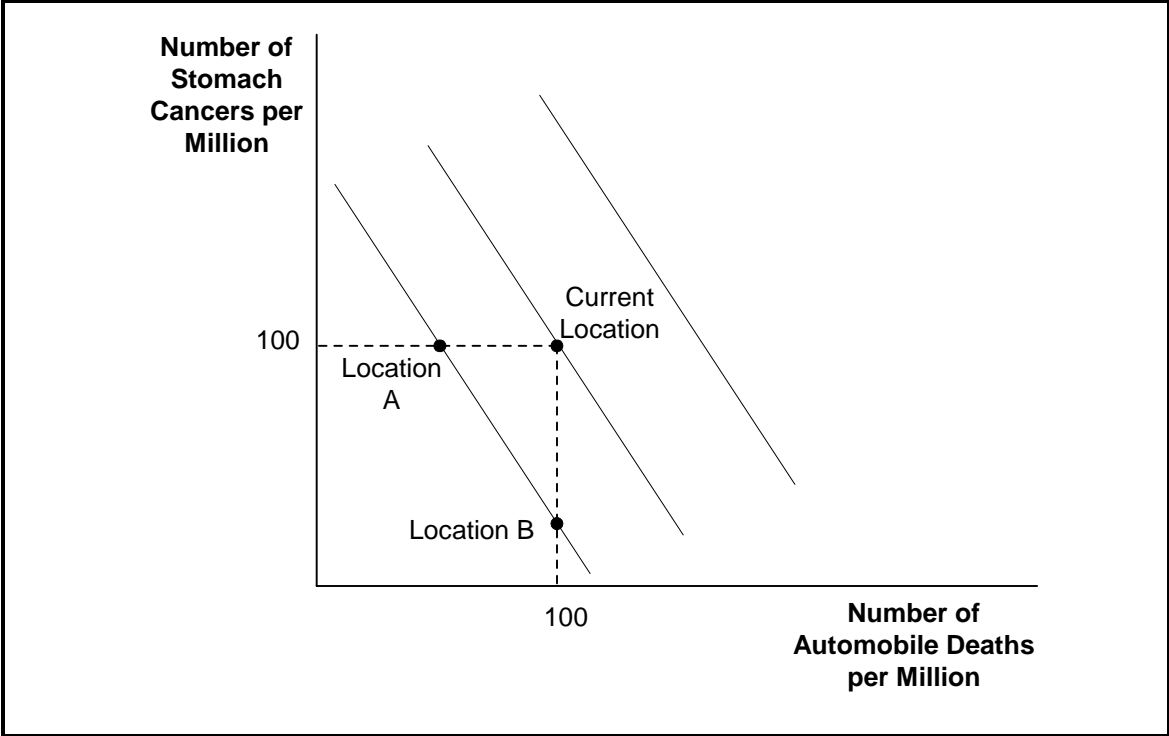 Number of
Stomach
Cancers per
Million
Current
Location
100
Location
A
Location B
100
Number of
Automobile Deaths
per Million